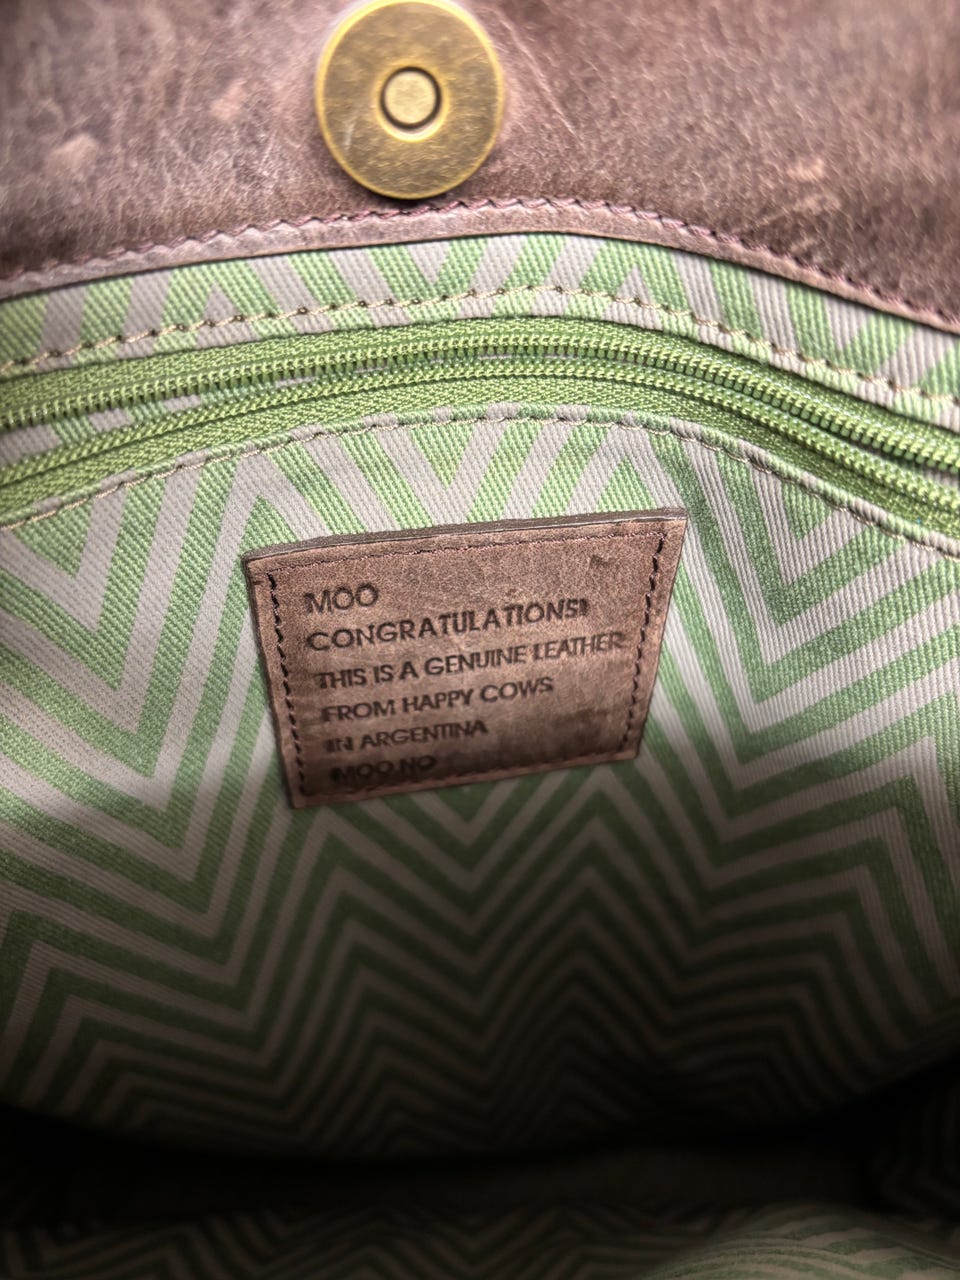 MOO
CONGRATULATIONS!
THIS IS A GENUINE LEATHER
FROM HAPPY COWS
IN ARGENTINA
MOO.NO